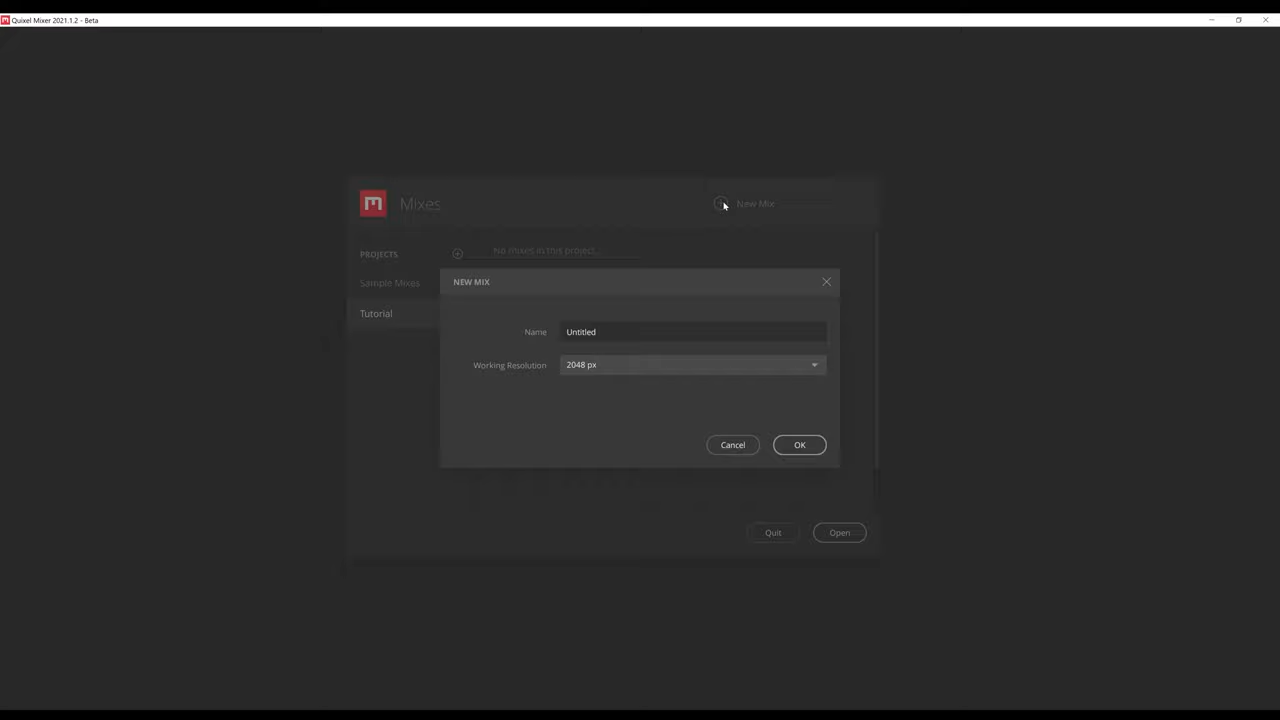 Quixel Mixer 2021.1.2 - Beta
Mixes
New Mix
PROJECTS
No mixes in this project...
Sample Mixes
Tutorial
NEW MIX
Name
Untitled
Working Resolution
2048 px
Cancel
OK
Quit
Open